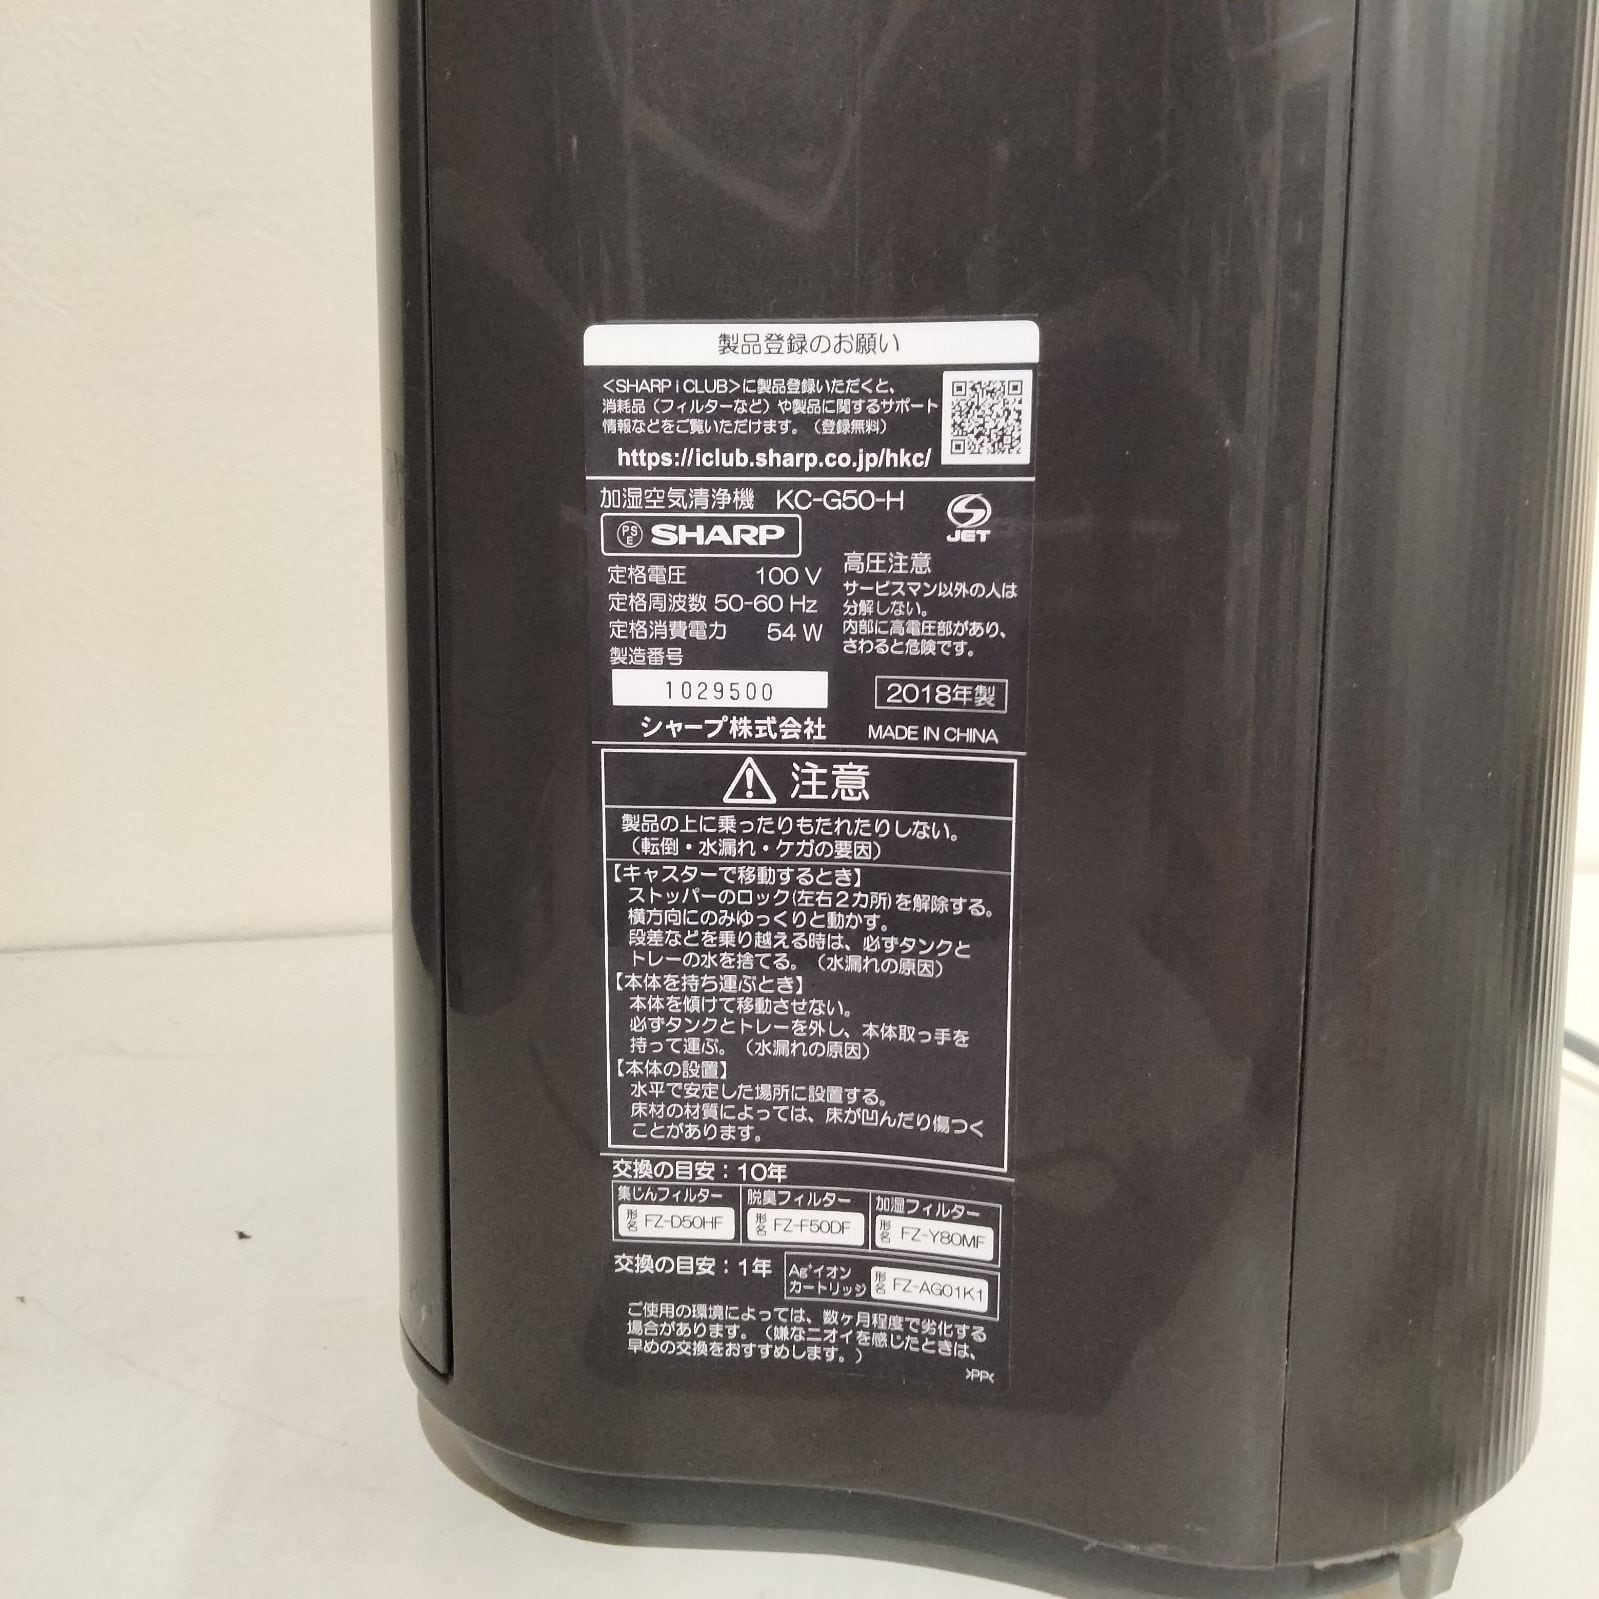 製品登録のお願い
<SHARP i CLUB>に製品登録いただくと、
消耗品(フィルターなど)や製品に関するサポート
情報などをご覧いただけます。(登録無料)
https://iclub.sharp.co.jp/hkc/
加湿空気清浄機 KC-G50-H
PS E SHARP
JET
定格電圧 100 V
定格周波数 50-60 Hz
定格消費電力 54 W
製造番号
1029500
高圧注意
サービスマン以外の人は
分解しない。
内部に高電圧部があり、
さわると危険です。
2018年製
シャープ株式会社 MADE IN CHINA
注意
製品の上に乗ったりもたれたりしない。
(転倒・水漏れ・ケガの要因)
【キャスターで移動するとき】
ストッパーのロック(左右2カ所)を解除する。
横方向にのみゆっくりと動かす。
段差などを乗り越える時は、必ずタンクと
トレーの水を捨てる。(水漏れの原因)
【本体を持ち運ぶとき】
本体を傾けて移動させない。
必ずタンクとトレーを外し、本体取っ手を
持って運ぶ。(水漏れの原因)
【本体の設置】
水平で安定した場所に設置する。
床材の材質によっては、床が凹んだり傷つく
ことがあります。
交換の目安:10年
集じんフィルター
形名 FZ-D50HF
脱臭フィルター
形名 FZ-F50DF
加湿フィルター
形名 FZ-Y80MF
交換の目安:1年
Ag+イオン
カートリッジ
形名 FZ-AG01K1
ご使用の環境によっては、数ヶ月程度で劣化する
場合があります。(嫌なニオイを感じたときは、
早めの交換をおすすめします。)
>PP<